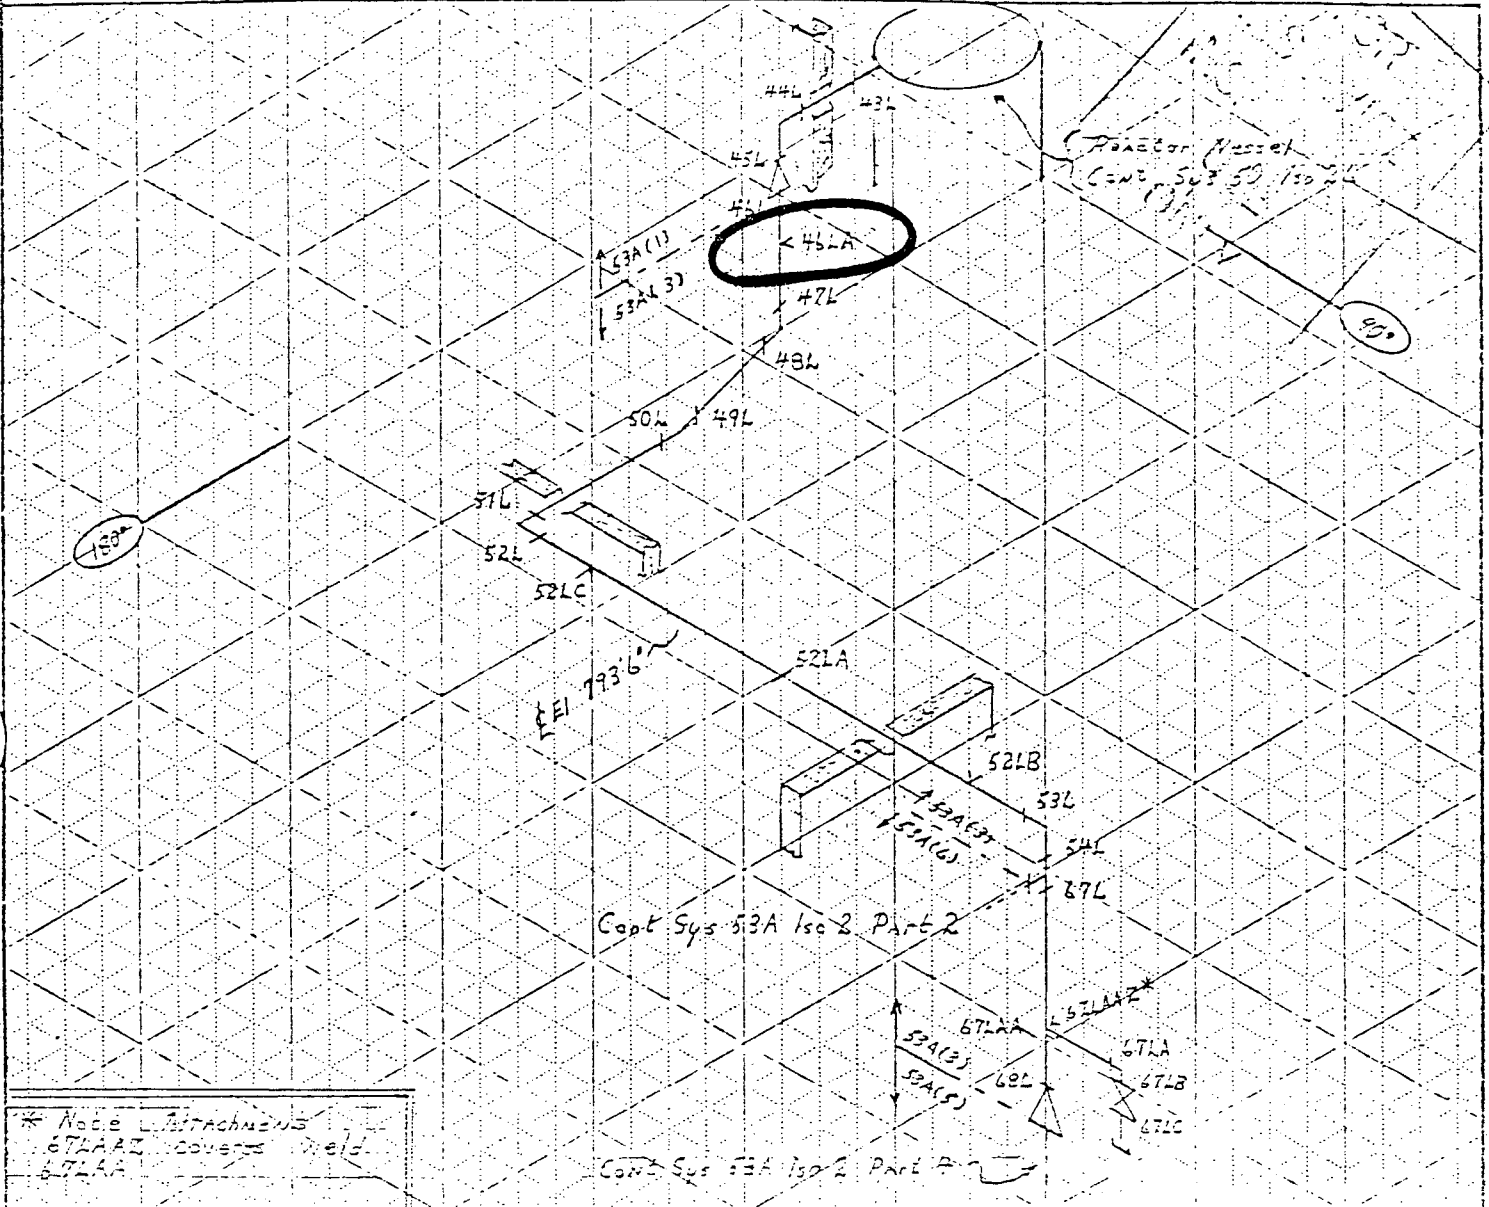 44L
43L
45L
46L
Reactor Vessel
Cont. Sys 50 Iso 26
53A(1)
53A(3)
<46LA
47L
90°
48L
50L
49L
51L
180°
52L
52LC
℄ El 793'6"
52LA
52LB
53L
53A(3)
53A(6)
54L
67L
Cont Sys 53A Iso 2 Part 2
67LAAZ*
67LAA
67LA
53A(3)
53A(5)
68L
67LB
67LC
* Note Attachment
67LAAZ covers weld
67LAA
Cont Sys 53A Iso 2 Part